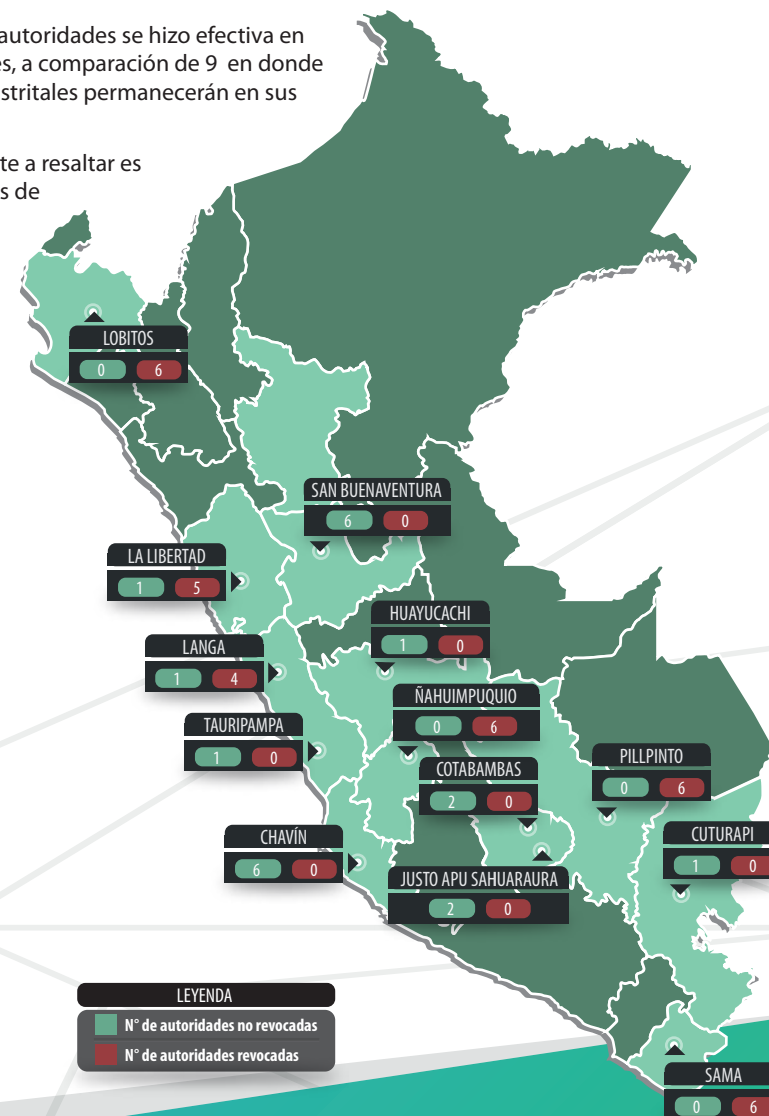 autoridades se hizo efectiva en
es, a comparación de 9 en donde
stritales permanecerán en sus
te a resaltar es
s de
LOBITOS
0 6
SAN BUENAVENTURA
6 0
LA LIBERTAD
1 5
HUAYUCACHI
1 0
LANGA
1 4
ÑAHUIMPUQUIO
0 6
TAURIPAMPA
1 0
COTABAMBAS
2 0
PILLPINTO
0 6
CHAVÍN
6 0
CUTURAPI
1 0
JUSTO APU SAHUARAURA
2 0
LEYENDA
N° de autoridades no revocadas
N° de autoridades revocadas
SAMA
0 6